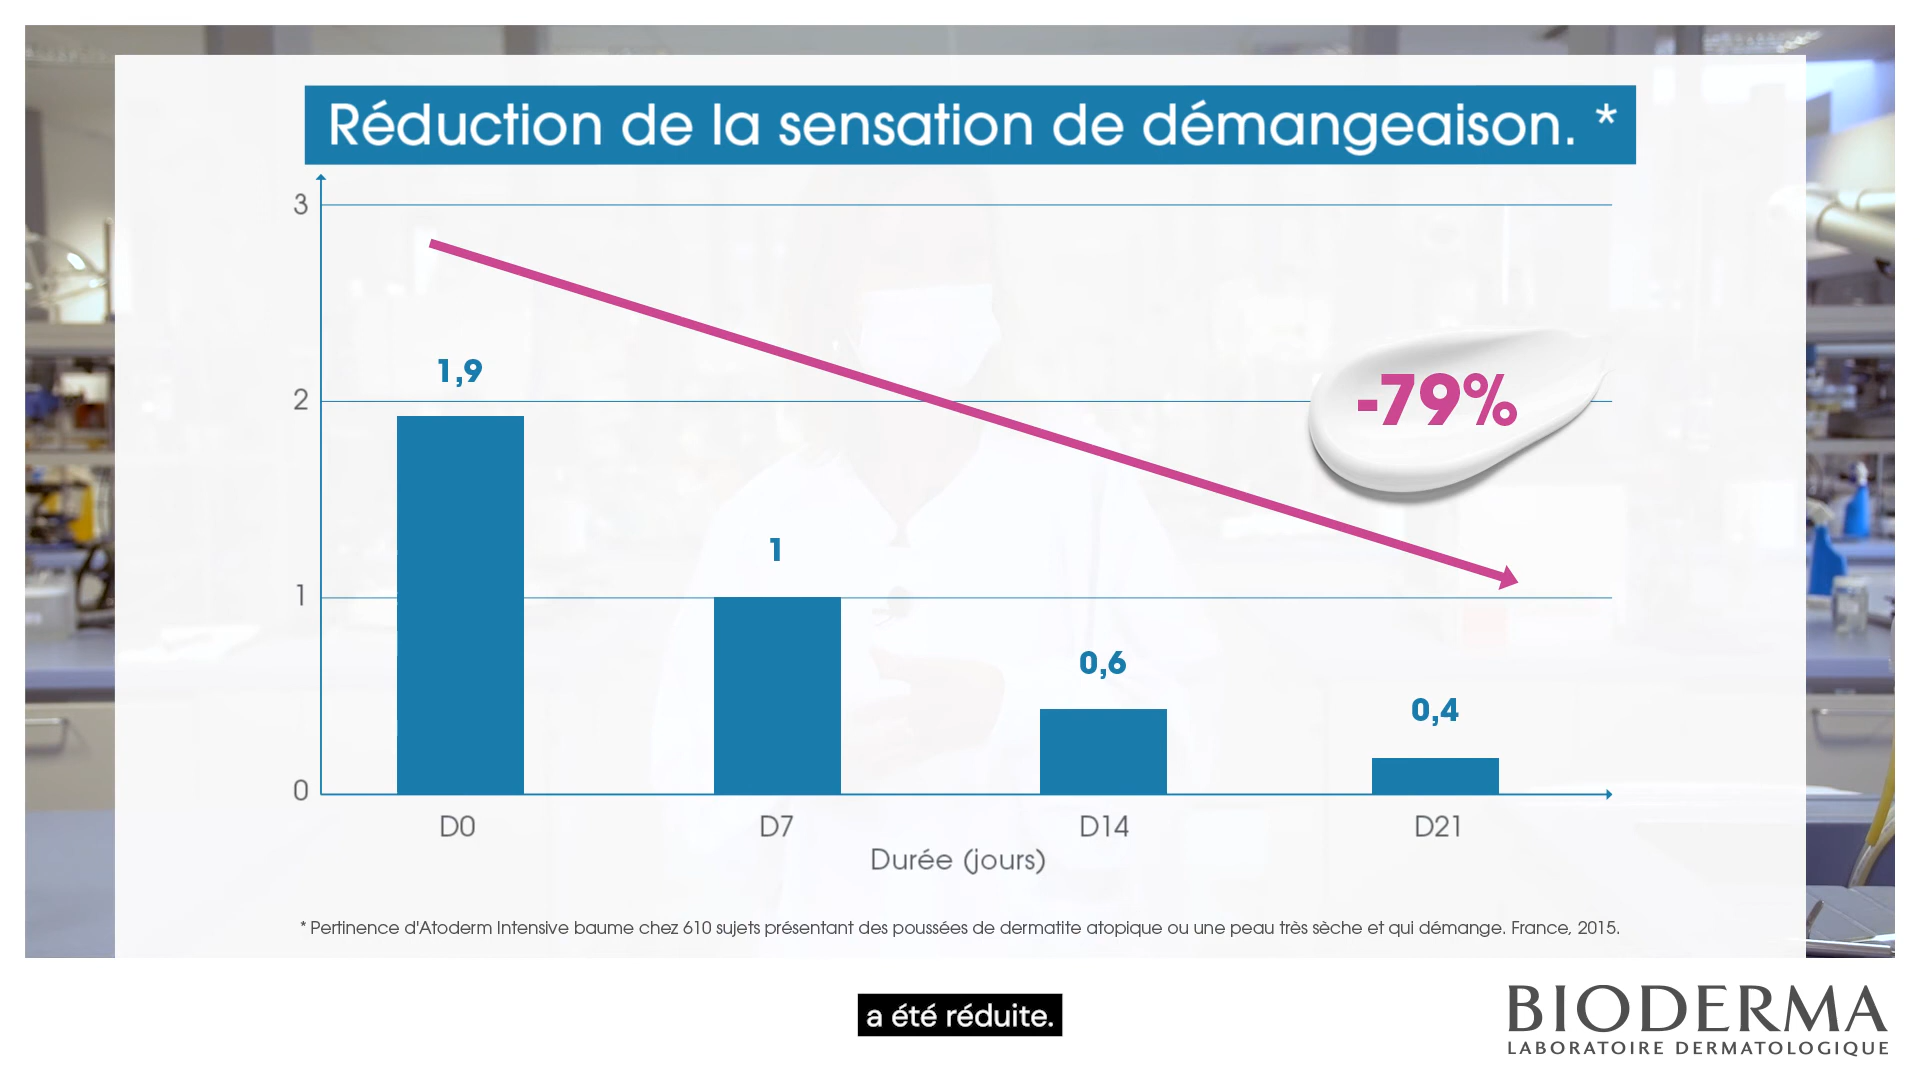 Réduction de la sensation de démangeaison. *
3
2
1
0
1,9
1
0,6
0,4
-79%
D0 D7 D14 D21
Durée (jours)
* Pertinence d'Atoderm Intensive baume chez 610 sujets présentant des poussées de dermatite atopique ou une peau très sèche et qui démange. France, 2015.
a été réduite.
BIODERMA
LABORATOIRE DERMATOLOGIQUE